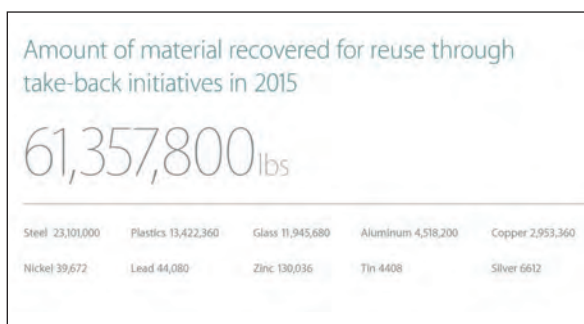 Amount of material recovered for reuse through
take-back initiatives in 2015
61,357,800lbs
Steel 23,101,000 Plastics 13,422,360 Glass 11,945,680 Aluminum 4,518,200 Copper 2,953,360
Nickel 39,672 Lead 44,080 Zinc 130,036 Tin 4408 Silver 6612